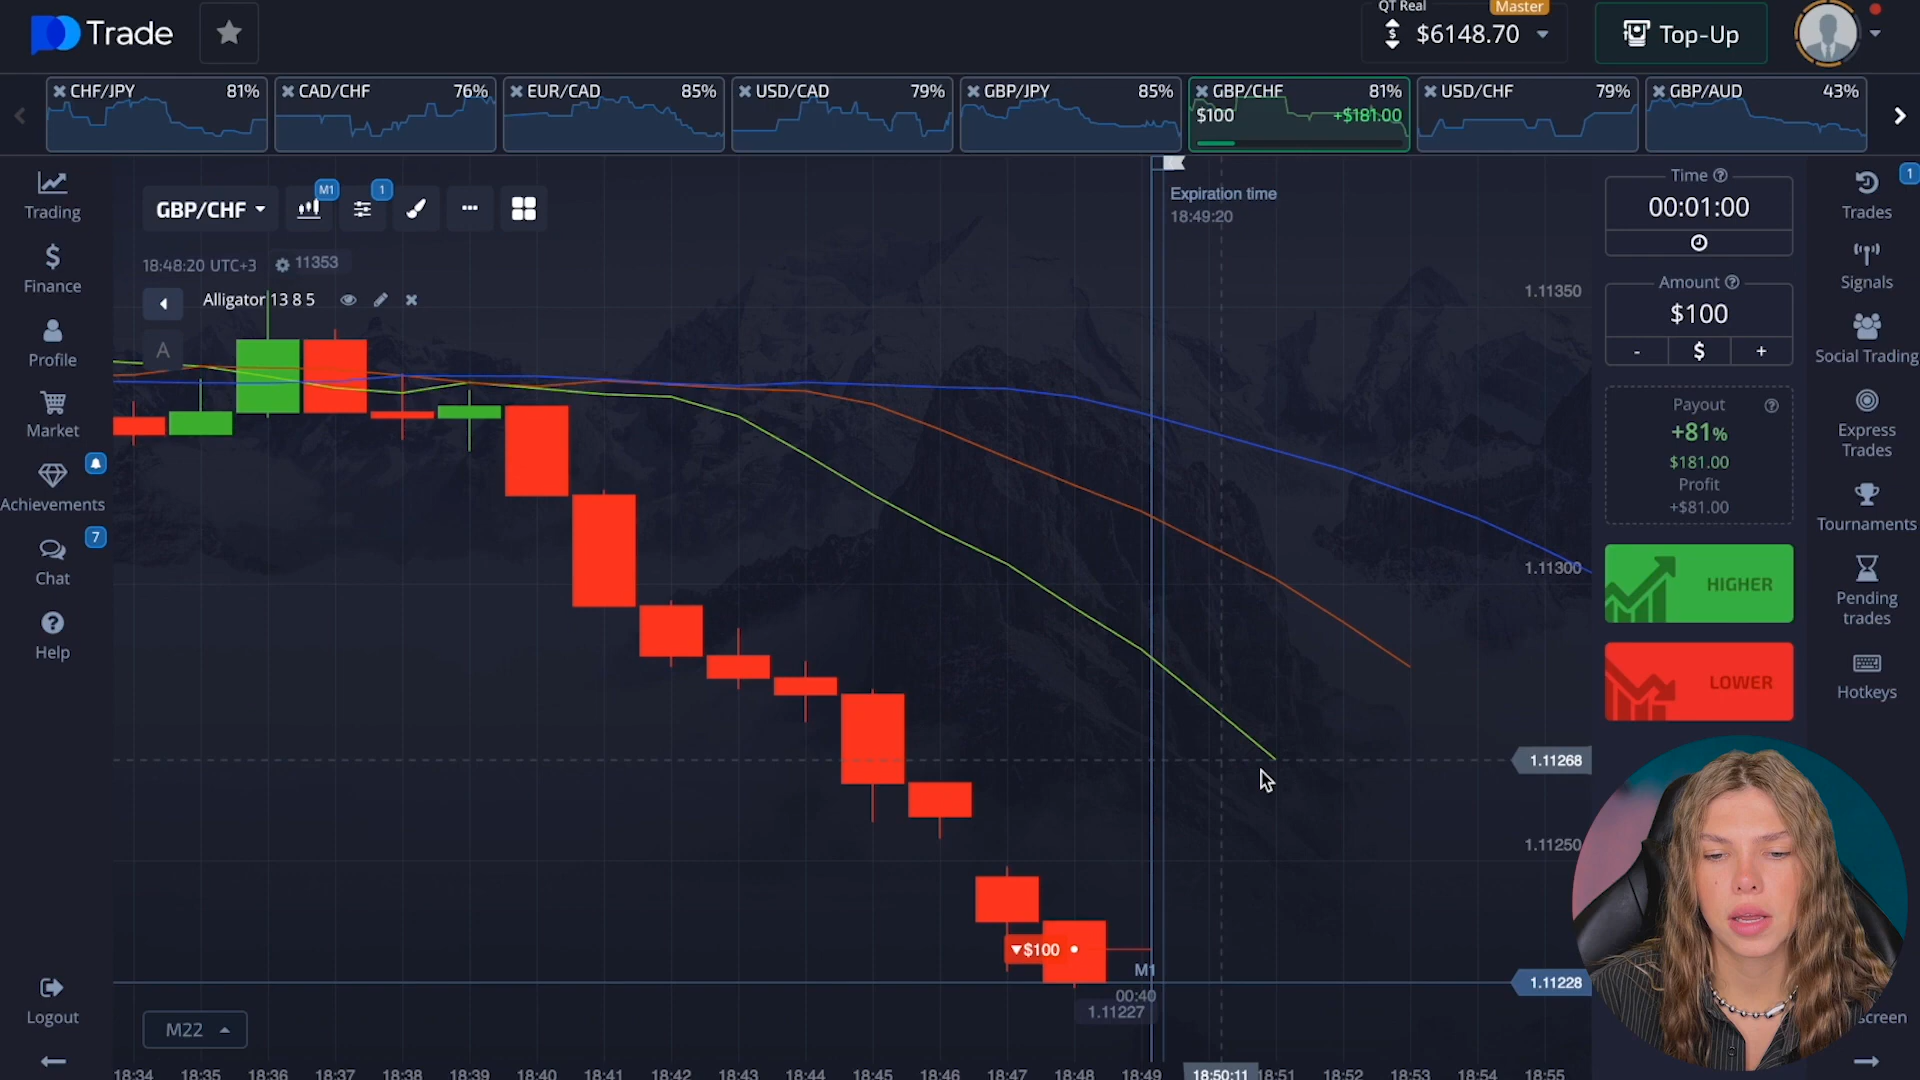 Trade
QT Real
Master
$6148.70
Top-Up
CHF/JPY 81%
CAD/CHF 76%
EUR/CAD 85%
USD/CAD 79%
GBP/JPY 85%
GBP/CHF 81%
$100 +$181.00
USD/CHF 79%
GBP/AUD 43%
Trading
Finance
Profile
Market
Achievements
7
Chat
Help
Logout
GBP/CHF
M1
1
18:48:20 UTC+3
11353
Alligator 13 8 5
A
Expiration time
18:49:20
1.11350
1.11300
1.11268
1.11250
1.11228
$100
M1
00:40
1.11227
M22
18:34 18:35 18:36 18:37 18:38 18:39 18:40 18:41 18:42 18:43 18:44 18:45 18:46 18:47 18:48 18:49 18:50:11 18:51 18:52 18:53 18:54 18:55
Time
00:01:00
Amount
$100
- $ +
Payout
+81%
$181.00
Profit
+$81.00
HIGHER
LOWER
1
Trades
Signals
Social Trading
Express
Trades
Tournaments
Pending
trades
Hotkeys
screen